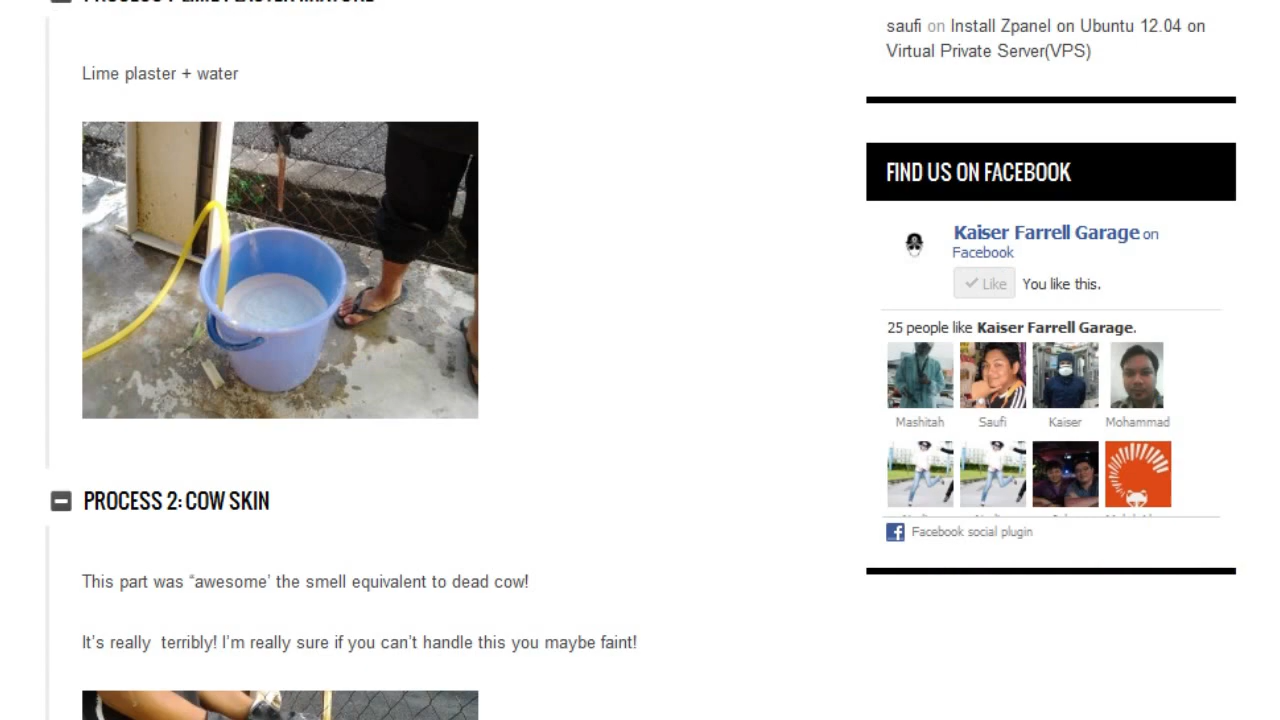 Lime plaster + water
PROCESS 2: COW SKIN
This part was “awesome’ the smell equivalent to dead cow!
It’s really  terribly! I’m really sure if you can’t handle this you maybe faint!
saufi on Install Zpanel on Ubuntu 12.04 on
Virtual Private Server(VPS)
FIND US ON FACEBOOK
Kaiser Farrell Garage on
Facebook
Like You like this.
25 people like Kaiser Farrell Garage.
Mashitah Saufi Kaiser Mohammad
Facebook social plugin